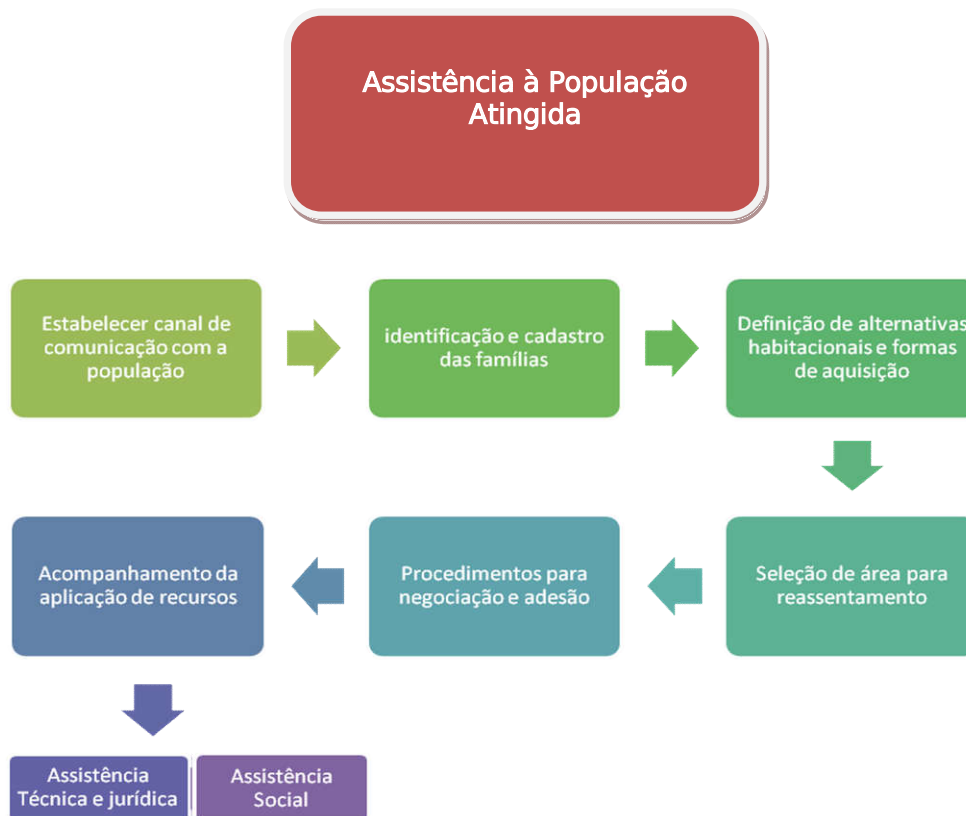 Assistência à População
Atingida
Estabelecer canal de
comunicação com a
população
identificação e cadastro
das famílias
Definição de alternativas
habitacionais e formas
de aquisição
Seleção de área para
reassentamento
Procedimentos para
negociação e adesão
Acompanhamento da
aplicação de recursos
Assistência
Técnica e jurídica
Assistência
Social